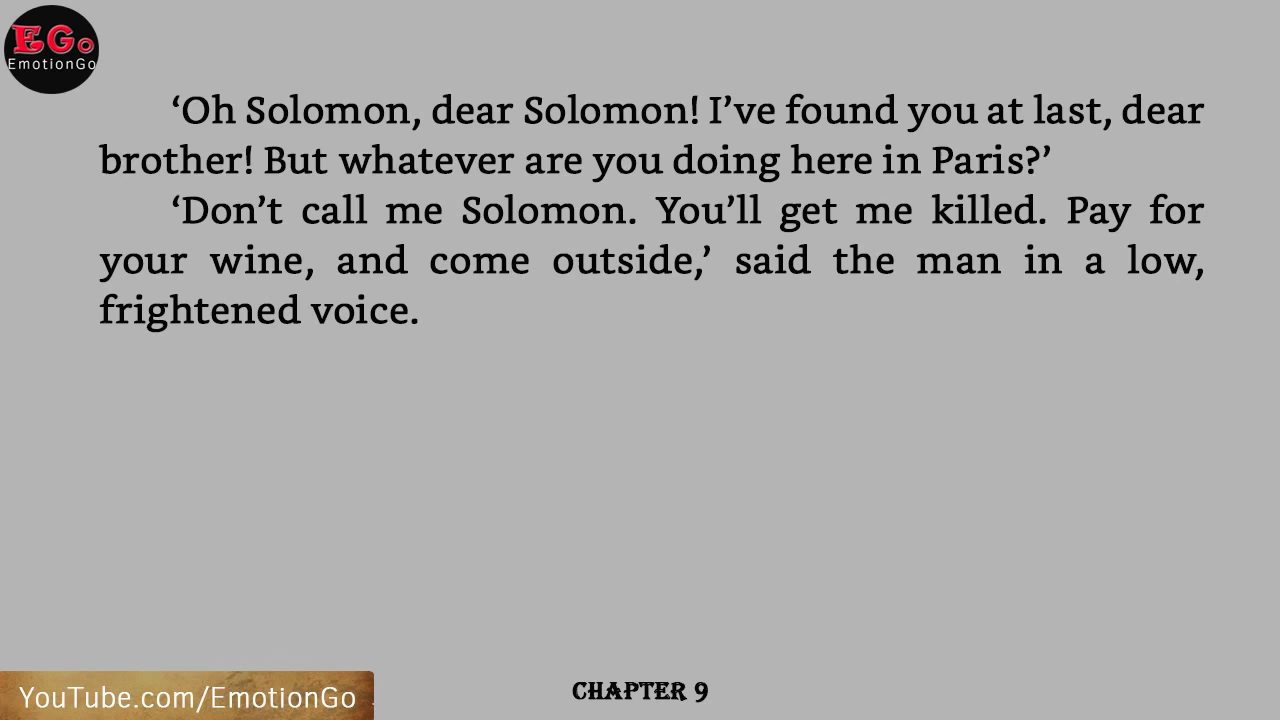 EGo
EmotionGo
‘Oh Solomon, dear Solomon! I’ve found you at last, dear
brother! But whatever are you doing here in Paris?’
‘Don’t call me Solomon. You’ll get me killed. Pay for
your wine, and come outside,’ said the man in a low,
frightened voice.
YouTube.com/EmotionGo
CHAPTER 9